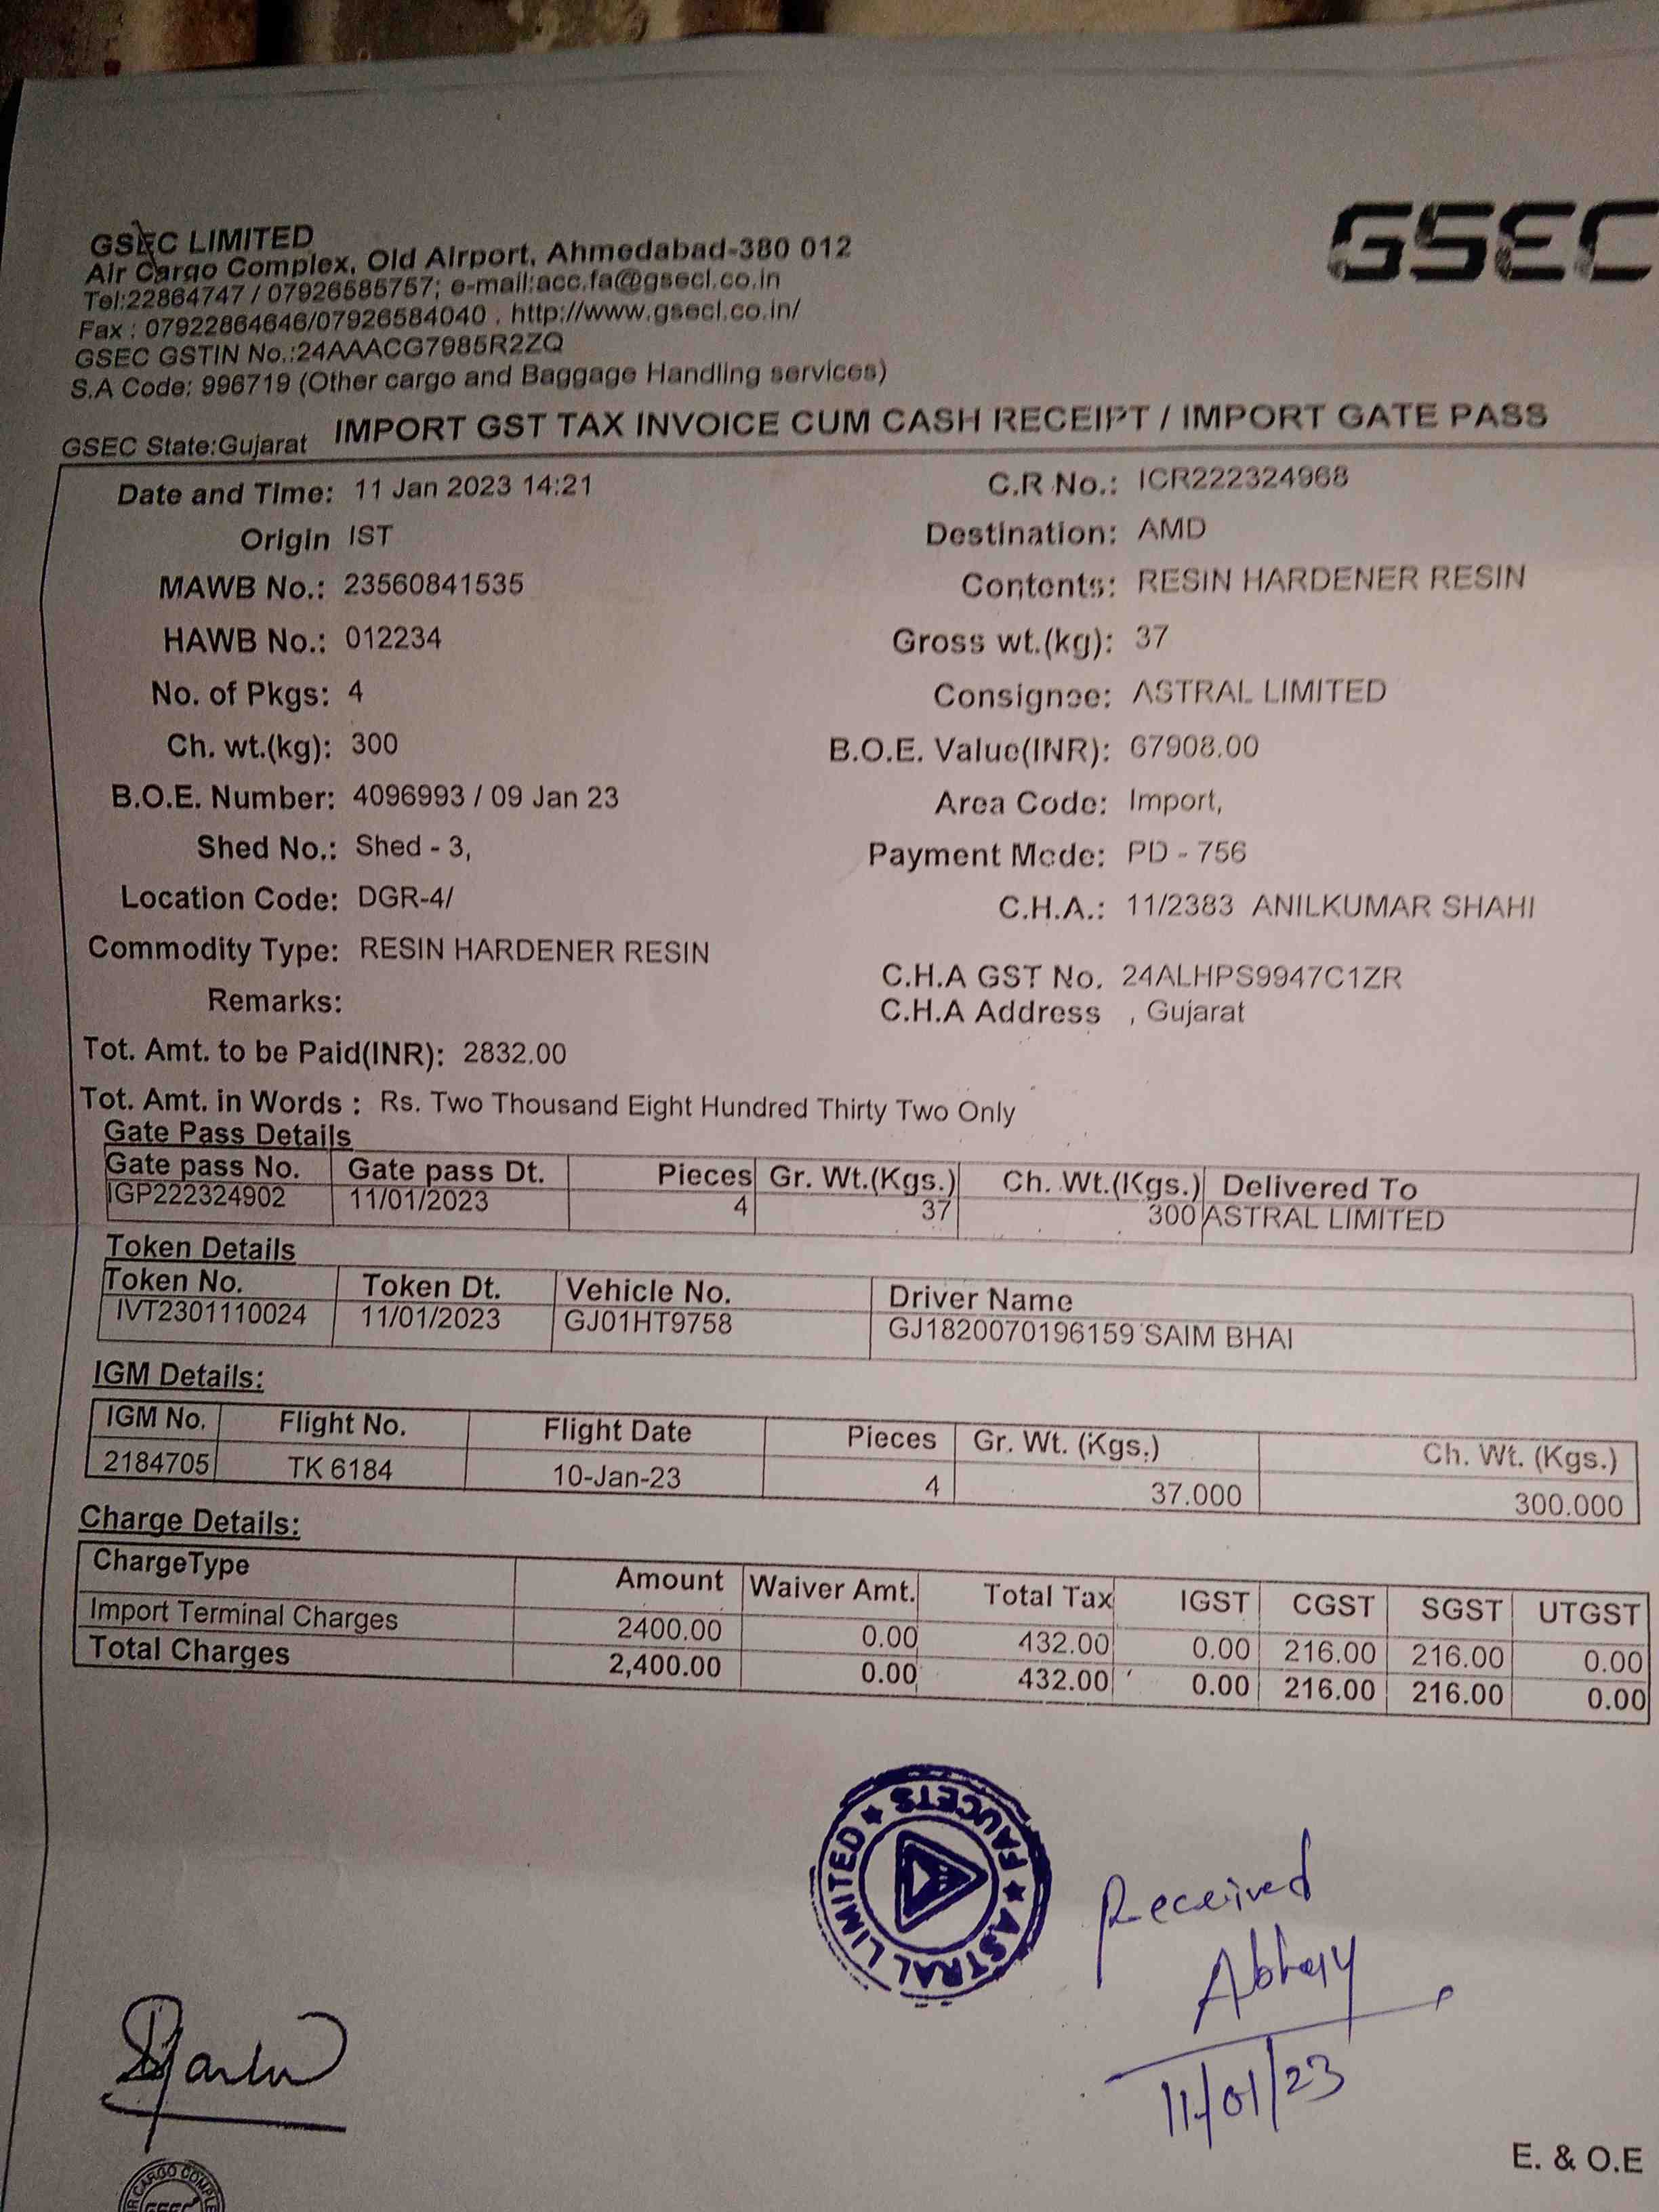 GSEC
GSEC LIMITED
Air Cargo Complex, Old Airport, Ahmedabad-380 012
Tel:22864747 / 07926585757; e-mail:acc.fa@gsecl.co.in
Fax : 07922864646/07926584040 , http://www.gsecl.co.in/
GSEC GSTIN No.:24AAACG7985R2ZQ
S.A Code: 996719 (Other cargo and Baggage Handling services)
GSEC State:Gujarat IMPORT GST TAX INVOICE CUM CASH RECEIPT / IMPORT GATE PASS
Date and Time: 11 Jan 2023 14:21 C.R No.: ICR222324968
Origin IST Destination: AMD
MAWB No.: 23560841535 Contents: RESIN HARDENER RESIN
HAWB No.: 012234 Gross wt.(kg): 37
No. of Pkgs: 4 Consignee: ASTRAL LIMITED
Ch. wt.(kg): 300 B.O.E. Value(INR): 67908.00
B.O.E. Number: 4096993 / 09 Jan 23 Area Code: Import,
Shed No.: Shed - 3, Payment Mode: PD - 756
Location Code: DGR-4/ C.H.A.: 11/2383 ANILKUMAR SHAHI
Commodity Type: RESIN HARDENER RESIN C.H.A GST No. 24ALHPS9947C1ZR
Remarks: C.H.A Address , Gujarat
Tot. Amt. to be Paid(INR): 2832.00
Tot. Amt. in Words : Rs. Two Thousand Eight Hundred Thirty Two Only
Gate Pass Details
Gate pass No. Gate pass Dt. Pieces Gr. Wt.(Kgs.) Ch. Wt.(Kgs.) Delivered To
IGP222324902 11/01/2023 4 37 300 ASTRAL LIMITED
Token Details
Token No. Token Dt. Vehicle No. Driver Name
IVT2301110024 11/01/2023 GJ01HT9758 GJ1820070196159 SAIM BHAI
IGM Details:
IGM No. Flight No. Flight Date Pieces Gr. Wt. (Kgs.) Ch. Wt. (Kgs.)
2184705 TK 6184 10-Jan-23 4 37.000 300.000
Charge Details:
ChargeType Amount Waiver Amt. Total Tax IGST CGST SGST UTGST
Import Terminal Charges 2400.00 0.00 432.00 0.00 216.00 216.00 0.00
Total Charges 2,400.00 0.00 432.00 0.00 216.00 216.00 0.00
ASTRAL LIMITED ★ FAUCETS ★
Received
Abhay
11/01/23
E. & O.E
CARGO
GSEC